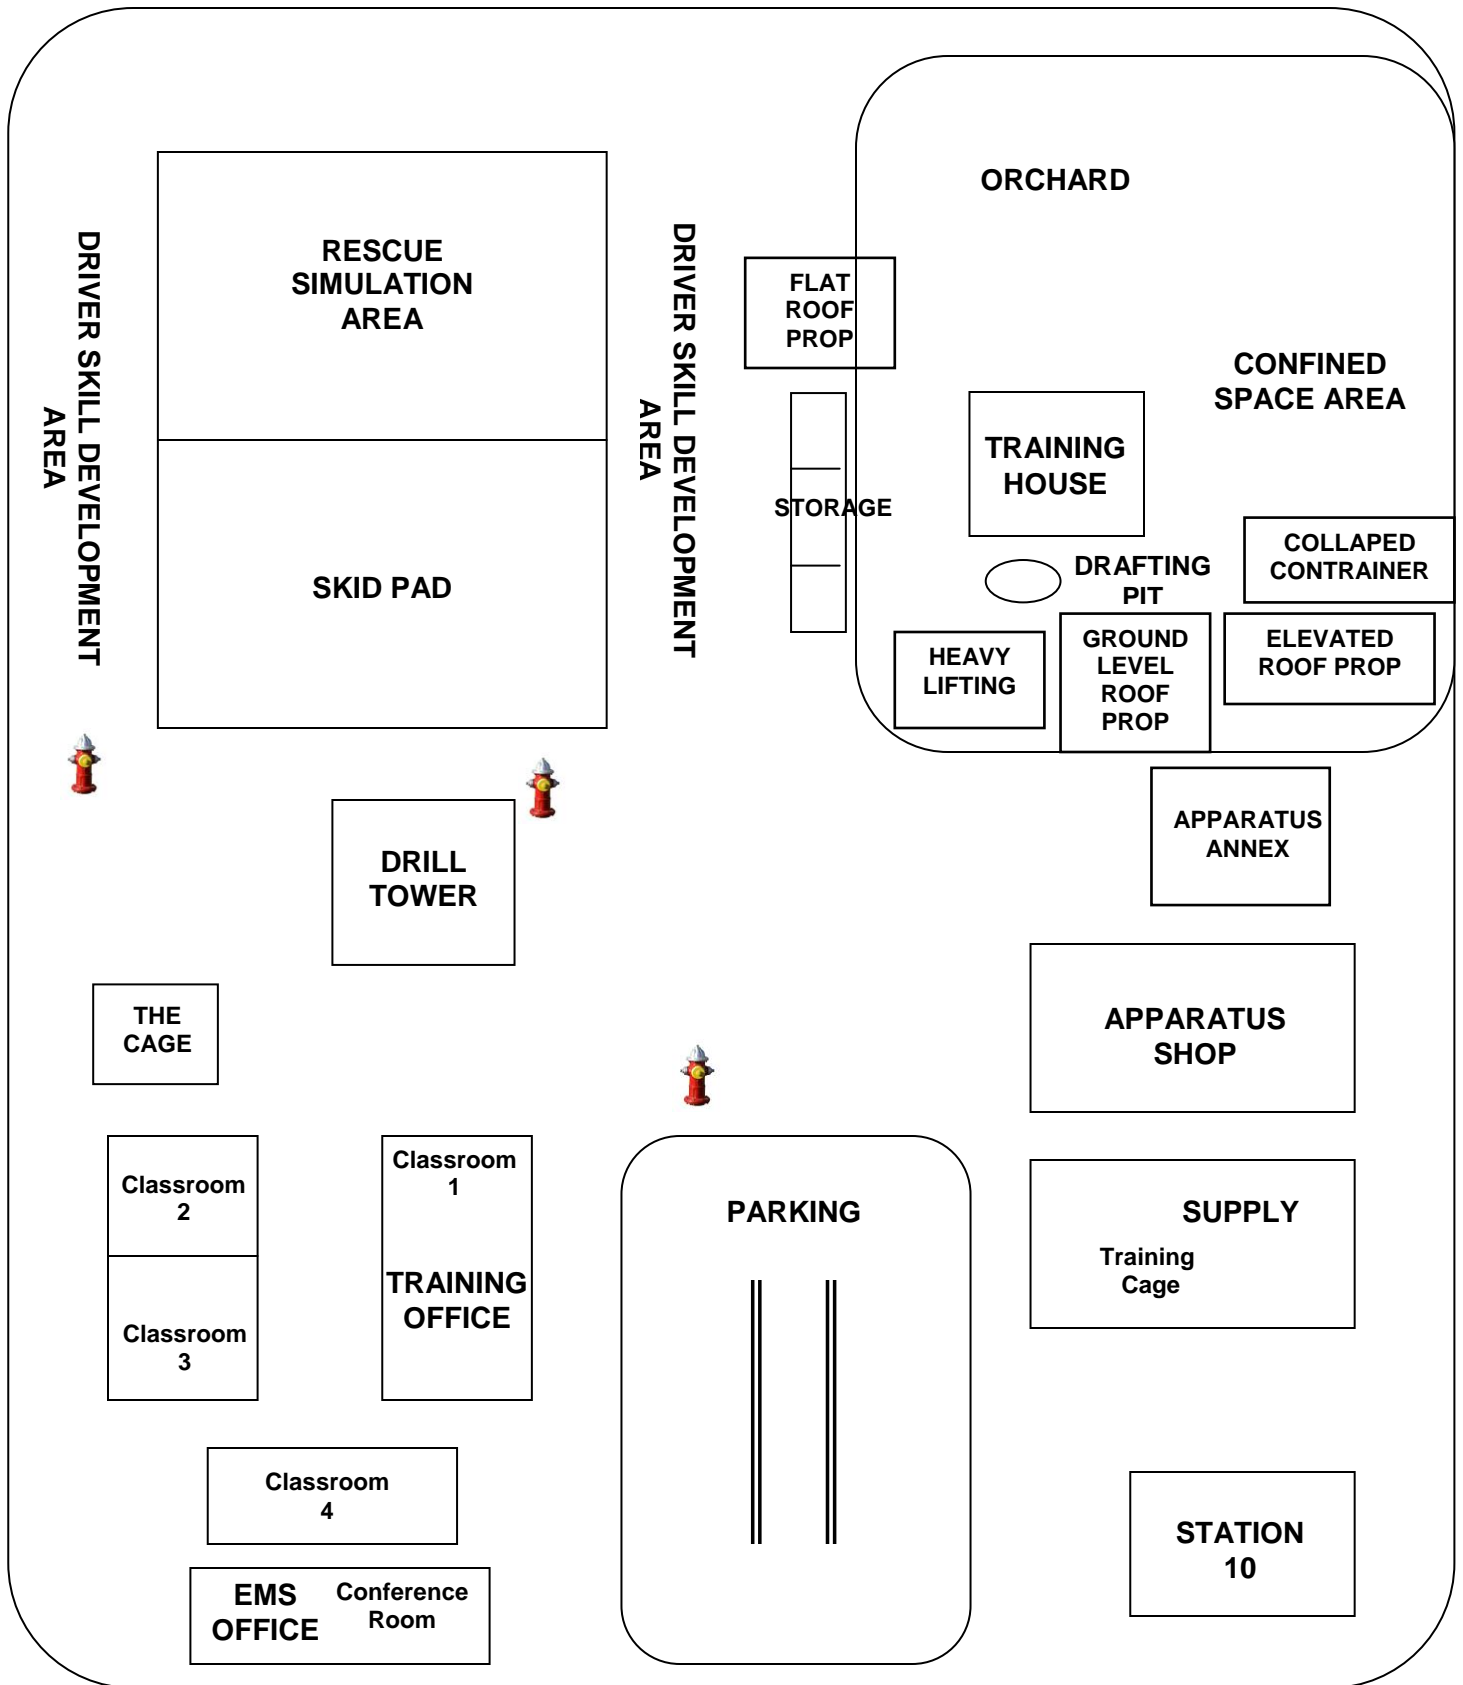 ORCHARD
RESCUE
SIMULATION
AREA
DRIVER SKILL DEVELOPMENT
AREA
DRIVER SKILL DEVELOPMENT
AREA
FLAT
ROOF
PROP
CONFINED
SPACE AREA
TRAINING
HOUSE
STORAGE
SKID PAD
COLLAPED
CONTRAINER
DRAFTING
PIT
HEAVY
LIFTING
GROUND
LEVEL
ROOF
PROP
ELEVATED
ROOF PROP
APPARATUS
ANNEX
DRILL
TOWER
THE
CAGE
APPARATUS
SHOP
Classroom
2
Classroom
3
Classroom
1
TRAINING
OFFICE
PARKING
SUPPLY
Training
Cage
Classroom
4
EMS
OFFICE
Conference
Room
STATION
10